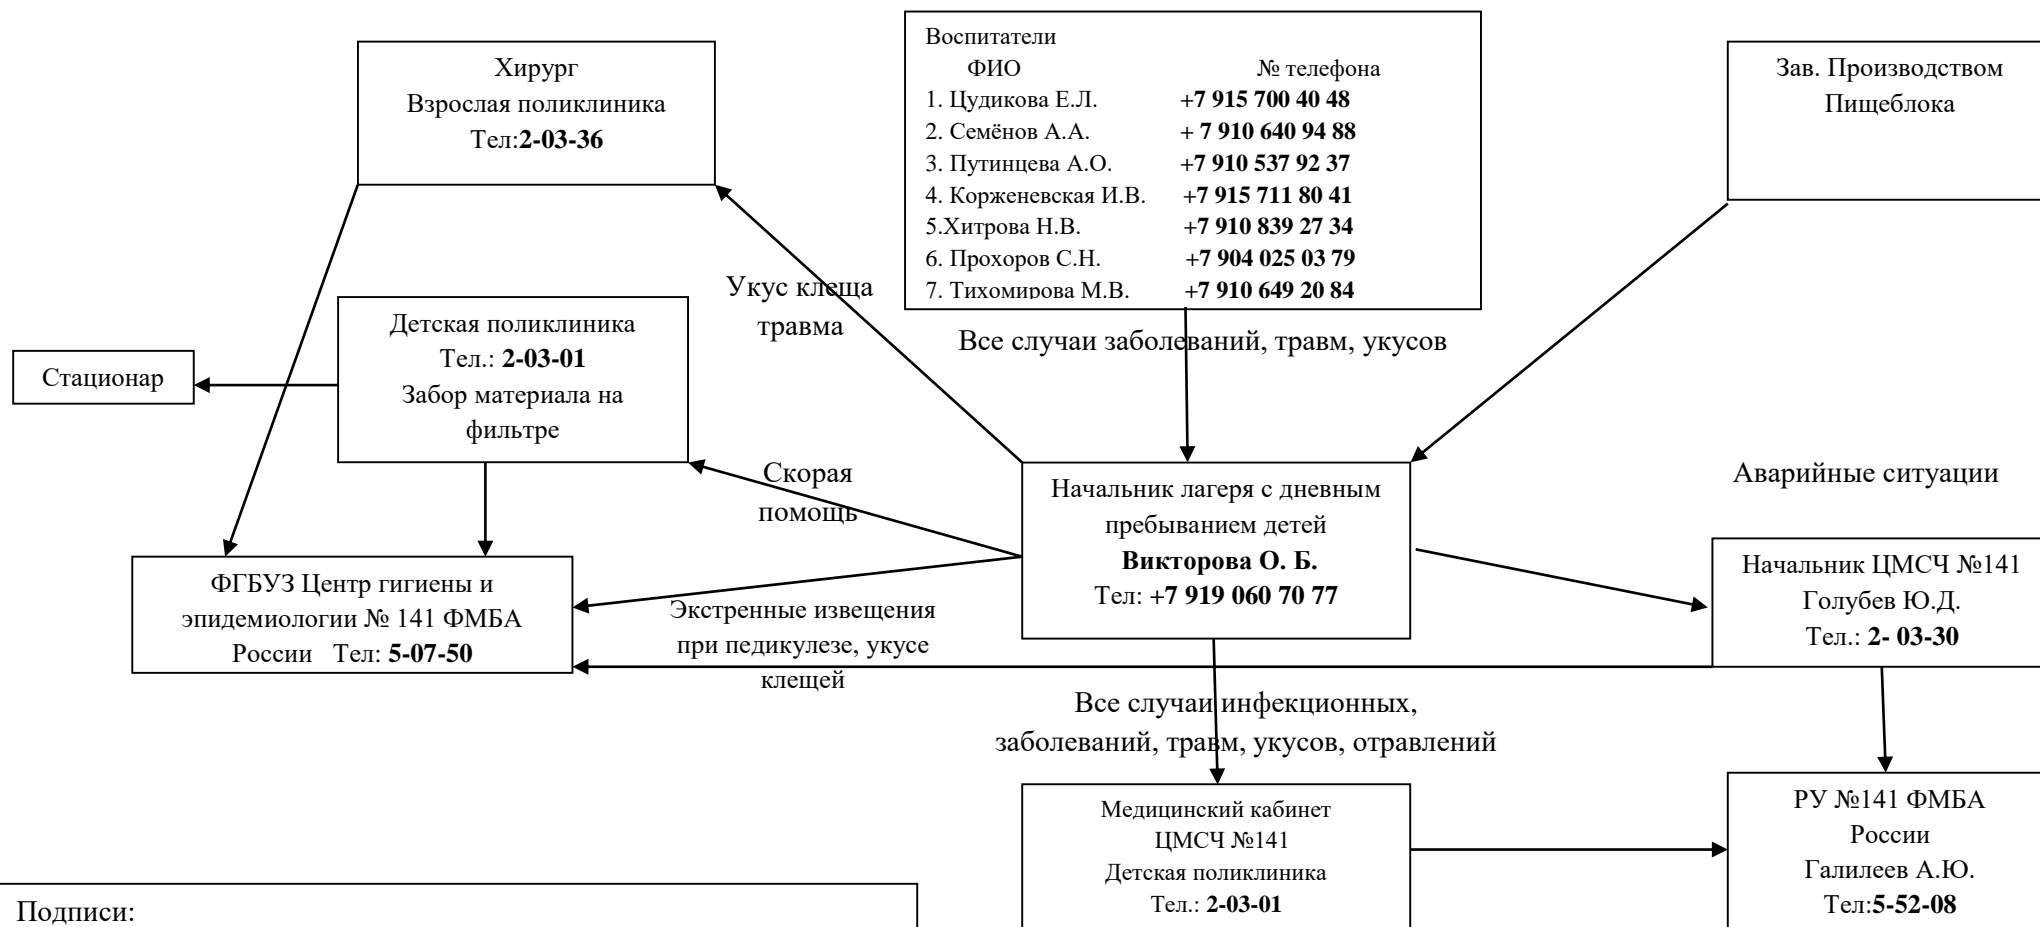 Хирург
Взрослая поликлиника
Тел:2-03-36
Воспитатели
ФИО № телефона
1. Цудикова Е.Л. +7 915 700 40 48
2. Семёнов А.А. + 7 910 640 94 88
3. Путинцева А.О. +7 910 537 92 37
4. Корженевская И.В. +7 915 711 80 41
5.Хитрова Н.В. +7 910 839 27 34
6. Прохоров С.Н. +7 904 025 03 79
7. Тихомирова М.В. +7 910 649 20 84
Зав. Производством
Пищеблока
Укус клеща
травма
Все случаи заболеваний, травм, укусов
Детская поликлиника
Тел.: 2-03-01
Забор материала на
фильтре
Стационар
Скорая
помощь
Начальник лагеря с дневным
пребыванием детей
Викторова О. Б.
Тел: +7 919 060 70 77
Аварийные ситуации
Начальник ЦМСЧ №141
Голубев Ю.Д.
Тел.: 2- 03-30
ФГБУЗ Центр гигиены и
эпидемиологии № 141 ФМБА
России Тел: 5-07-50
Экстренные извещения
при педикулезе, укусе
клещей
Все случаи инфекционных,
заболеваний, травм, укусов, отравлений
Медицинский кабинет
ЦМСЧ №141
Детская поликлиника
Тел.: 2-03-01
РУ №141 ФМБА
России
Галилеев А.Ю.
Тел:5-52-08
Подписи: